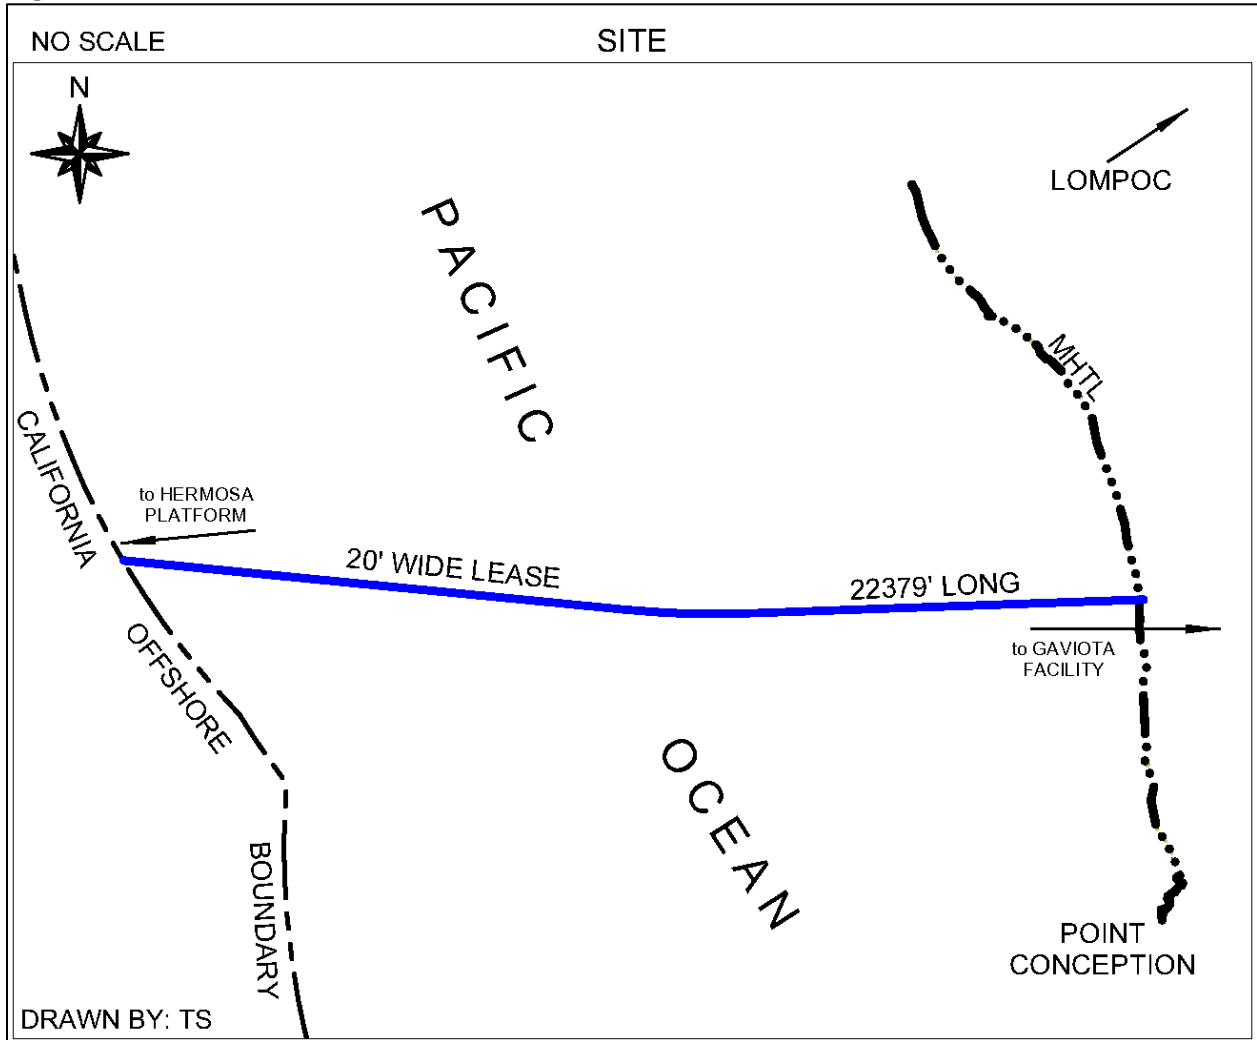 NO SCALE
SITE
N
LOMPOC
PACIFIC
MHTL
CALIFORNIA
to HERMOSA
PLATFORM
20' WIDE LEASE
22379' LONG
to GAVIOTA
FACILITY
OFFSHORE
OCEAN
BOUNDARY
POINT
CONCEPTION
DRAWN BY: TS